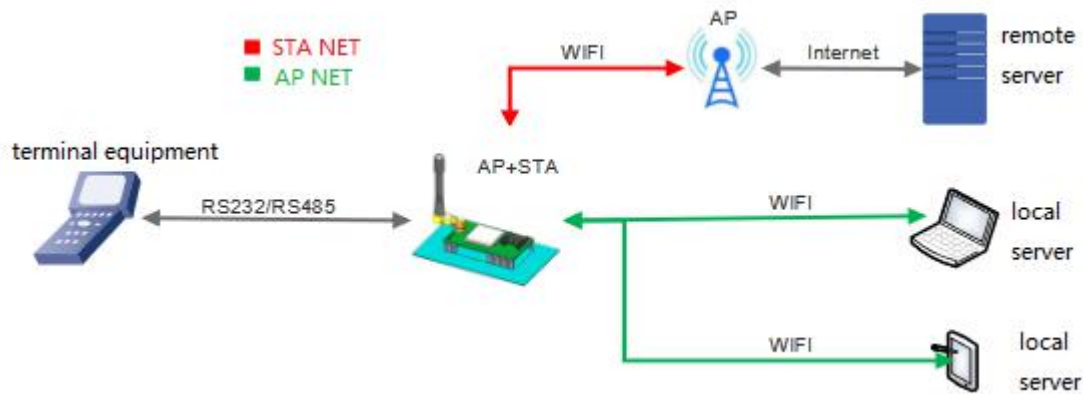 AP
remote
server
WIFI
Internet
STA NET
AP NET
terminal equipment
AP+STA
RS232/RS485
WIFI
local
server
WIFI
local
server